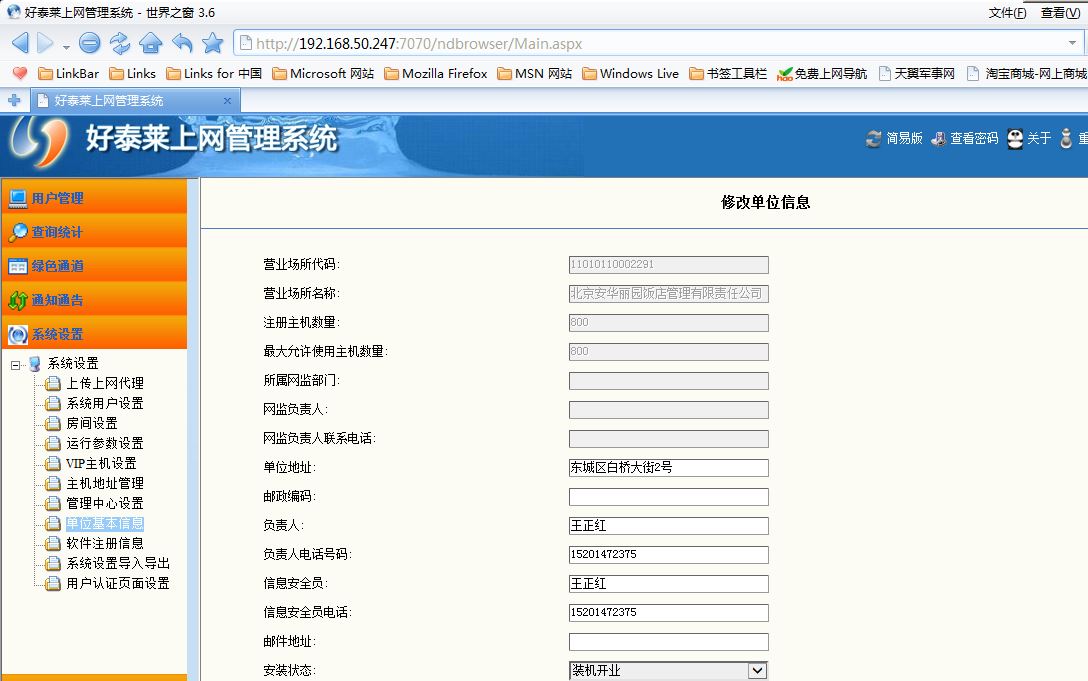 好泰莱上网管理系统 - 世界之窗 3.6
文件(F) 查看(V)
http://192.168.50.247:7070/ndbrowser/Main.aspx
LinkBar Links Links for 中国 Microsoft 网站 Mozilla Firefox MSN 网站 Windows Live 书签工具栏 免费上网导航 天翼军事网 淘宝商城-网上商城
好泰莱上网管理系统
好泰莱上网管理系统
简易版 查看密码 关于 重
用户管理
查询统计
绿色通道
通知通告
系统设置
系统设置
上传上网代理
系统用户设置
房间设置
运行参数设置
VIP主机设置
主机地址管理
管理中心设置
单位基本信息
软件注册信息
系统设置导入导出
用户认证页面设置
修改单位信息
营业场所代码: 11010110002291
营业场所名称: 北京安华丽园饭店管理有限责任公司
注册主机数量: 800
最大允许使用主机数量: 800
所属网监部门:
网监负责人:
网监负责人联系电话:
单位地址: 东城区白桥大街2号
邮政编码:
负责人: 王正红
负责人电话号码: 15201472375
信息安全员: 王正红
信息安全员电话: 15201472375
邮件地址:
安装状态: 装机开业